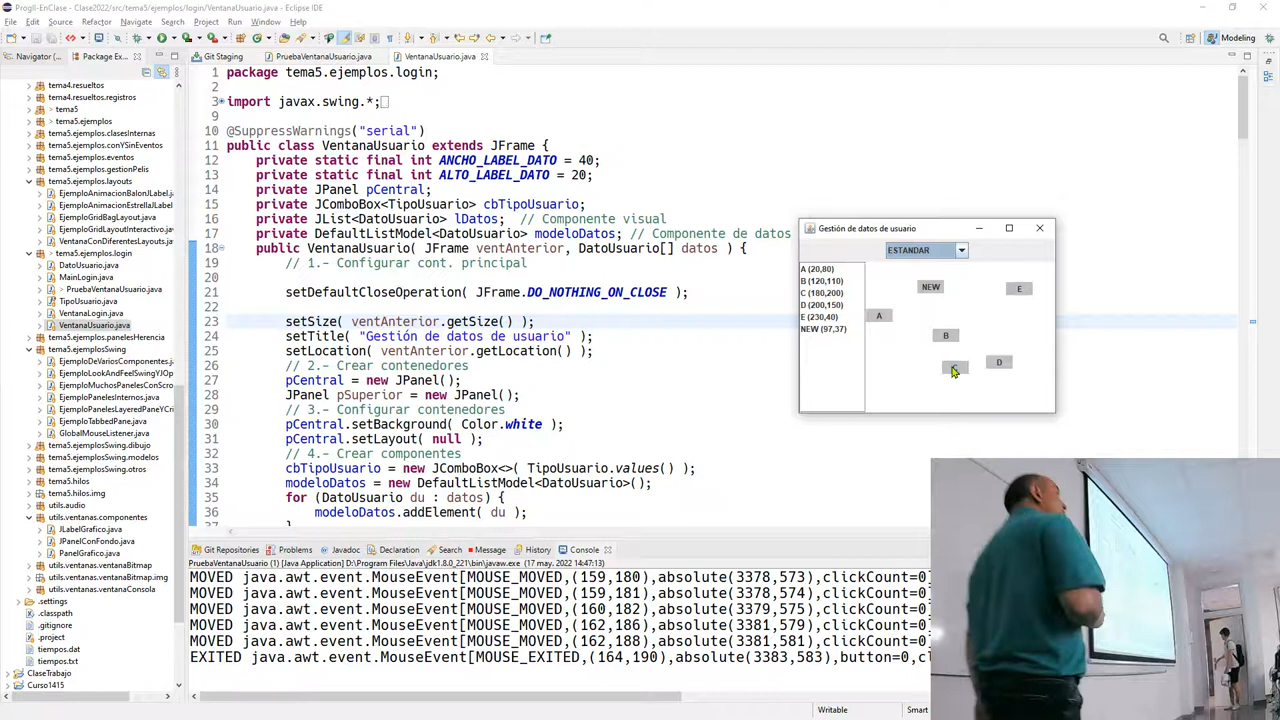 ProgII-EnClase - Clase2022/tema5/ejemplos/login/VentanaUsuario.java - Eclipse IDE
File Edit Source Refactor Navigate Search Project Run Window Help
Modeling
Navigator (
Package Ex...
Git Staging
PruebaVentanaUsuario.java
VentanaUsuario.java
tema4.resueltos
tema4.resueltos.registros
> tema5
> tema5.ejemplos
tema5.ejemplos.clasesInternas
tema5.ejemplos.conYSinEventos
tema5.ejemplos.eventos
tema5.ejemplos.gestionPelis
tema5.ejemplos.layouts
EjemploAnimacionBalonJLabel.j
EjemploAnimacionEstrellaJLabel
EjemploGridBagLayout.java
EjemploGridLayoutInteractivo.jav
VentanaConDiferentesLayouts.j
> tema5.ejemplos.login
DatoUsuario.java
MainLogin.java
> PruebaVentanaUsuario.java
TipoUsuario.java
VentanaLogin.java
VentanaUsuario.java
tema5.ejemplos.panelesHerencia
tema5.ejemplosSwing
EjemploDeVariosComponentes.j
EjemploLookAndFeelSwingYJEdi
EjemploMuchosPanelesConScro
EjemploPanelesInternos.java
EjemploPanelesLayeredPaneYCri
EjemploTabbedPane.java
GlobalMouseListener.java
tema5.ejemplosSwing.dibujo
tema5.ejemplosSwing.modelos
tema5.ejemplosSwing.otros
tema5.hilos
tema5.hilos.img
utils.audio
utils.ventanas.componentes
JLabelGrafico.java
JPanelConFondo.java
PanelGrafico.java
utils.ventanas.ventanaBitmap
utils.ventanas.ventanaBitmap.img
utils.ventanas.ventanaConsola
.settings
.classpath
.gitignore
.project
tiempos.dat
tiempos.txt
ClaseTrabajo
Curso1415
1 package tema5.ejemplos.login;
2
3 import javax.swing.*;
9
10 @SuppressWarnings("serial")
11 public class VentanaUsuario extends JFrame {
12 private static final int ANCHO_LABEL_DATO = 40;
13 private static final int ALTO_LABEL_DATO = 20;
14 private JPanel pCentral;
15 private JComboBox<TipoUsuario> cbTipoUsuario;
16 private JList<DatoUsuario> lDatos; // Componente visual
17 private DefaultListModel<DatoUsuario> modeloDatos; // Componente de datos
18 public VentanaUsuario( JFrame ventAnterior, DatoUsuario[] datos ) {
19 // 1.- Configurar cont. principal
20
21 setDefaultCloseOperation( JFrame.DO_NOTHING_ON_CLOSE );
22
23 setSize( ventAnterior.getSize() );
24 setTitle( "Gestión de datos de usuario" );
25 setLocation( ventAnterior.getLocation() );
26 // 2.- Crear contenedores
27 pCentral = new JPanel();
28 JPanel pSuperior = new JPanel();
29 // 3.- Configurar contenedores
30 pCentral.setBackground( Color.white );
31 pCentral.setLayout( null );
32 // 4.- Crear componentes
33 cbTipoUsuario = new JComboBox<>( TipoUsuario.values() );
34 modeloDatos = new DefaultListModel<DatoUsuario>();
35 for (DatoUsuario du : datos) {
36 modeloDatos.addElement( du );
37 }
Gestión de datos de usuario
ESTANDAR
A (20,80)
B (120,110)
C (180,200)
D (200,150)
E (230,40)
NEW (97,37)
NEW
E
A
B
D
Git Repositories
Problems
Javadoc
Declaration
Search
Message
History
Console
PruebaVentanaUsuario (1) [Java Application] D:\Program Files\Java\jdk1.8.0_221\bin\javaw.exe (17 may. 2022 14:47:13)
MOVED java.awt.event.MouseEvent[MOUSE_MOVED,(159,180),absolute(3378,573),clickCount=0]
MOVED java.awt.event.MouseEvent[MOUSE_MOVED,(159,181),absolute(3378,574),clickCount=0]
MOVED java.awt.event.MouseEvent[MOUSE_MOVED,(160,182),absolute(3379,575),clickCount=0]
MOVED java.awt.event.MouseEvent[MOUSE_MOVED,(162,186),absolute(3381,579),clickCount=0]
MOVED java.awt.event.MouseEvent[MOUSE_MOVED,(162,188),absolute(3381,581),clickCount=0]
EXITED java.awt.event.MouseEvent[MOUSE_EXITED,(164,190),absolute(3383,583),button=0,cl
Writable
Smart